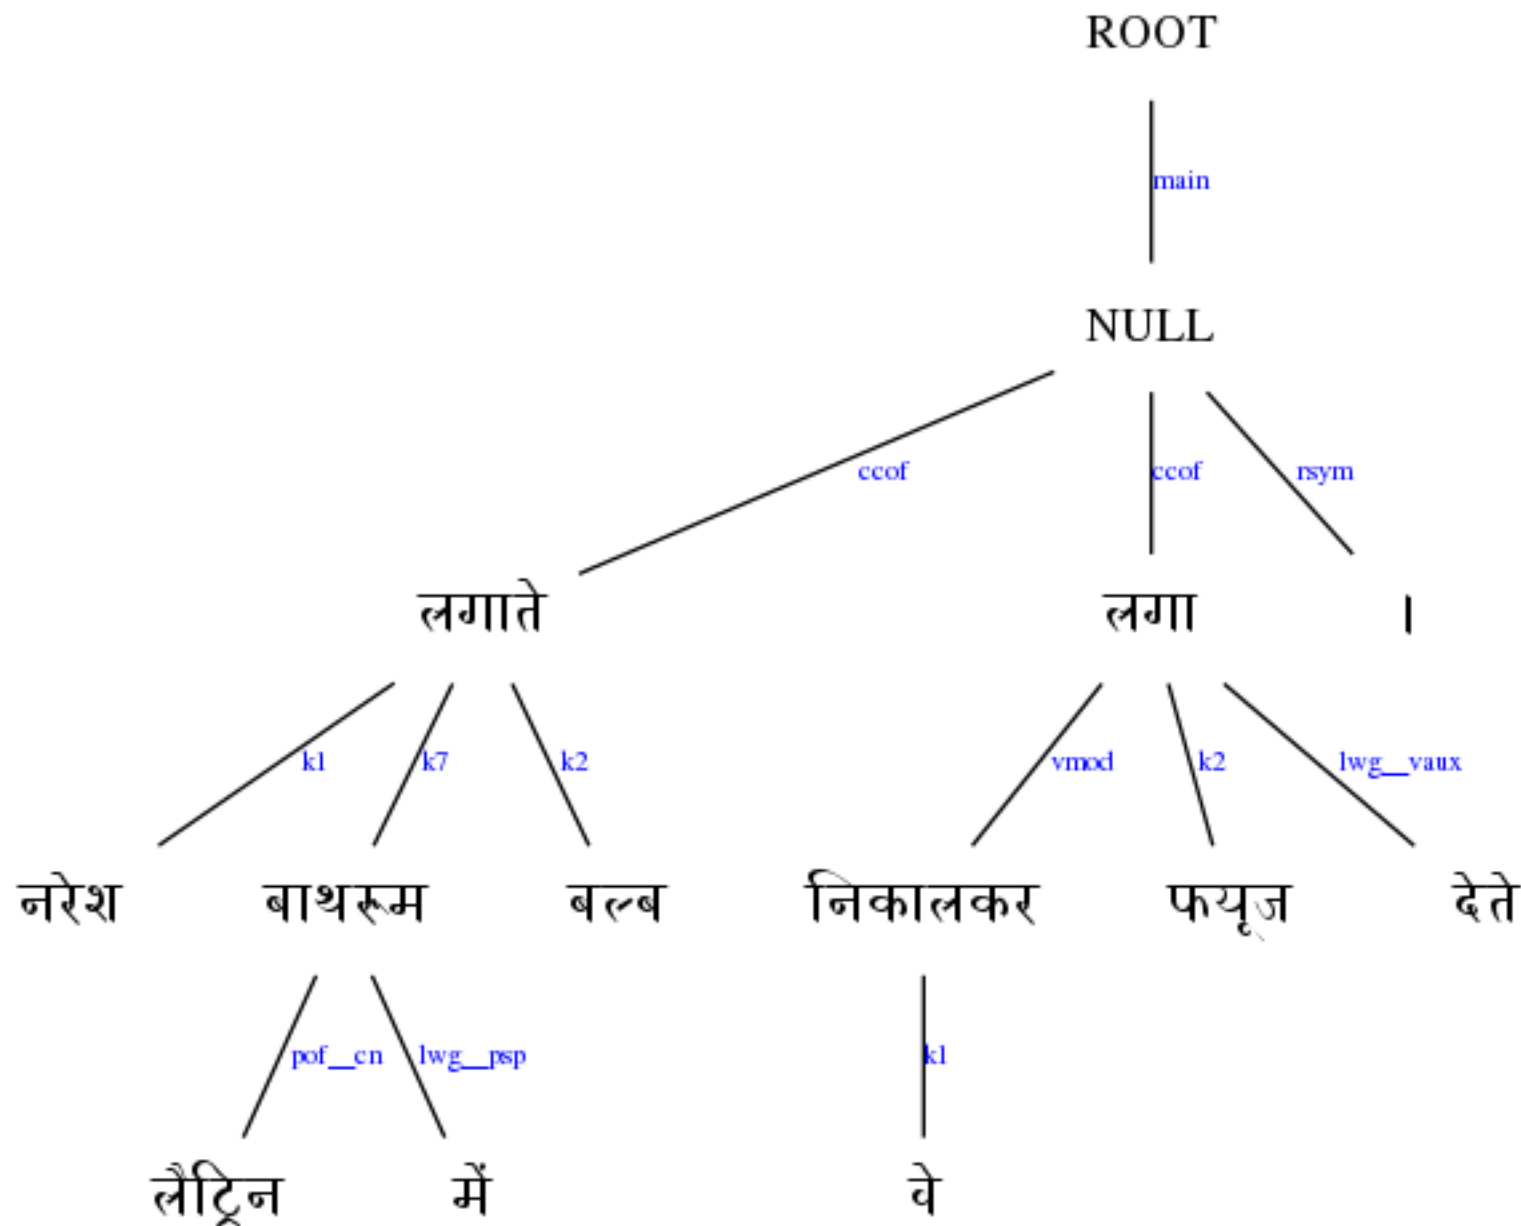 ROOT
main
NULL
ccof ccof rsym
लगाते लगा ।
k1 k7 k2 vmod k2 lwg__vaux
नरेश बाथरूम बल्ब निकालकर फयूज देते
pof__cn lwg__psp k1
लैट्रिन में वे